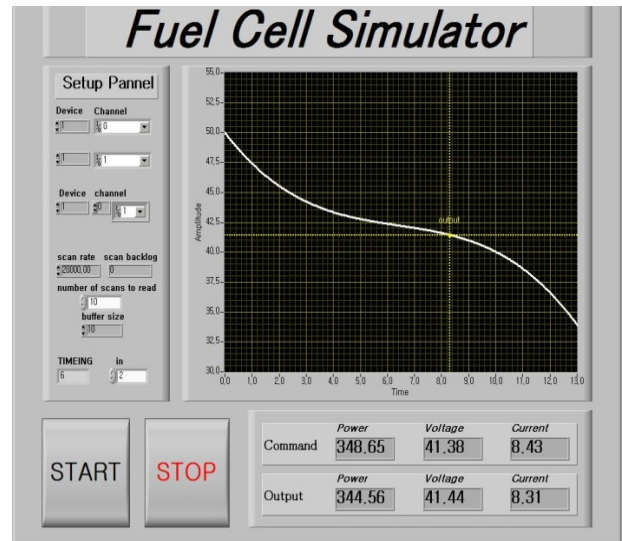 Fuel Cell Simulator
Setup Pannel
Device Channel
1 0
1 1
Device channel
1 0 1
scan rate scan backlog
20000,00 0
number of scans to read
10
buffer size
10
TIMEING in
6 2
55,0
52,5
50,0
47,5
45,0
42,5
40,0
37,5
35,0
32,5
30,0
Amplitude
output
0,0 1,0 2,0 3,0 4,0 5,0 6,0 7,0 8,0 9,0 10,0 11,0 12,0 13,0
Time
START
STOP
Power Voltage Current
Command 348,65 41,38 8,43
Power Voltage Current
Output 344,56 41,44 8,31